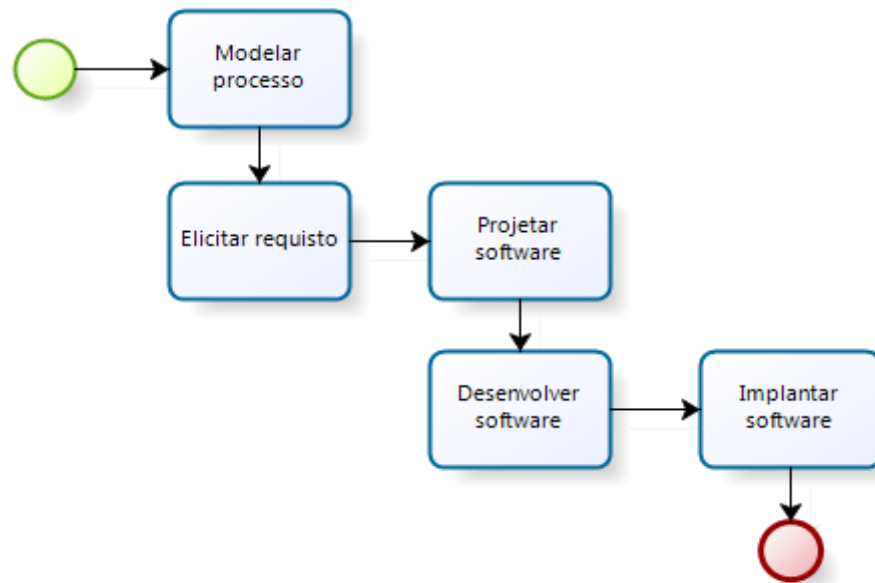 Modelar
processo
Elicitar requisto
Projetar
software
Desenvolver
software
Implantar
software